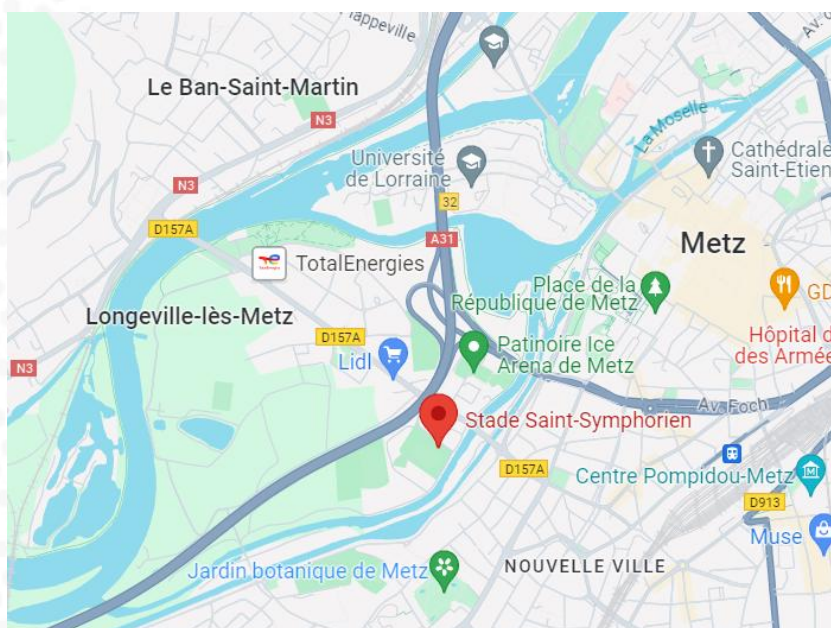 Le Ban-Saint-Martin
N3
N3
Université
de Lorraine
La Moselle
Cathédrale
Saint-Etien
32
D157A
A31
Metz
TotalEnergies
Place de la
République de Metz
GD
Longeville-lès-Metz
D157A
Patinoire Ice
Arena de Metz
Hôpital d
des Armée
Lidl
N3
Av. Foch
Stade Saint-Symphorien
D157A
Centre Pompidou-Metz
D913
Muse
Jardin botanique de Metz
NOUVELLE VILLE